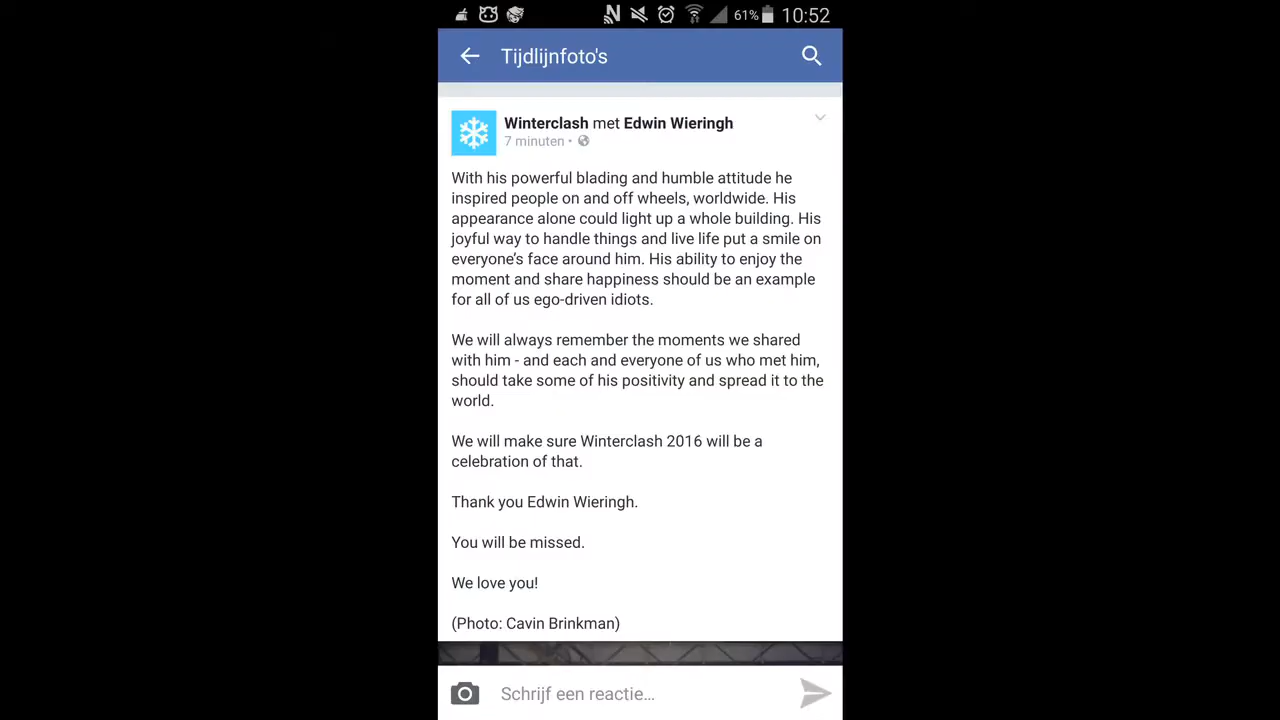 61% 10:52
Tijdlijnfoto's
Winterclash met Edwin Wieringh
7 minuten •
With his powerful blading and humble attitude he
inspired people on and off wheels, worldwide. His
appearance alone could light up a whole building. His
joyful way to handle things and live life put a smile on
everyone’s face around him. His ability to enjoy the
moment and share happiness should be an example
for all of us ego-driven idiots.
We will always remember the moments we shared
with him - and each and everyone of us who met him,
should take some of his positivity and spread it to the
world.
We will make sure Winterclash 2016 will be a
celebration of that.
Thank you Edwin Wieringh.
You will be missed.
We love you!
(Photo: Cavin Brinkman)
Schrijf een reactie...